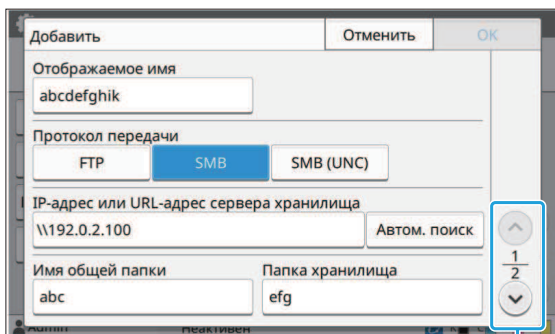 Добавить
Отменить
OK
Отображаемое имя
abcdefghik
Протокол передачи
FTP
SMB
SMB (UNC)
IP-адрес или URL-адрес сервера хранилища
\\192.0.2.100
Автом. поиск
1
2
Имя общей папки
Папка хранилища
abc
efg
Admin
Неактивен